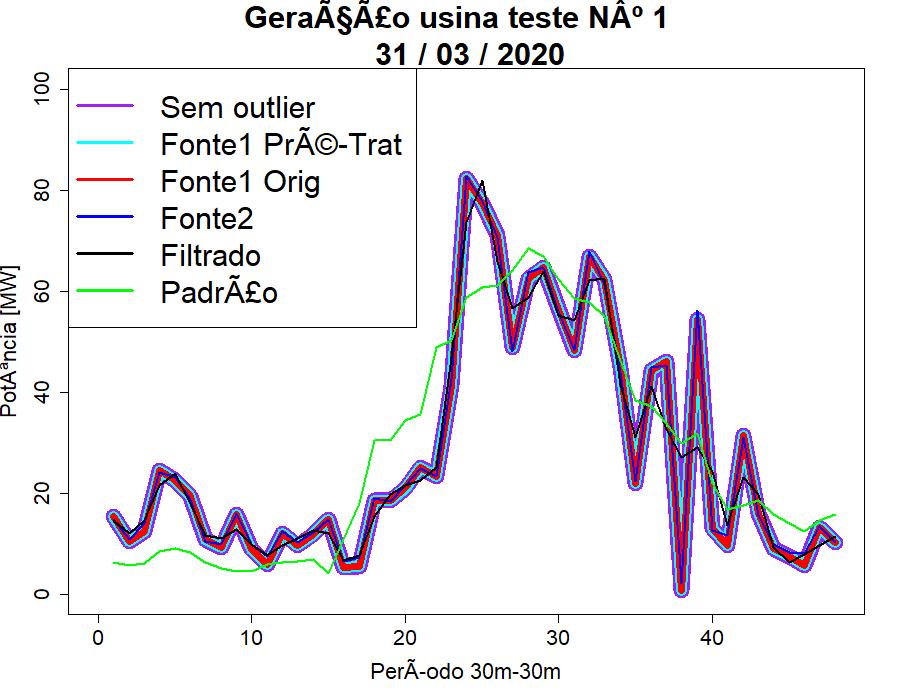 GeraÃ§Ã£o usina teste NÂº 1
31 / 03 / 2020
Sem outlier
Fonte1 PrÃ©-Trat
Fonte1 Orig
Fonte2
Filtrado
PadrÃ£o
PotÃªncia [MW]
100
80
60
40
20
0
0
10
20
30
40
PerÃ-odo 30m-30m